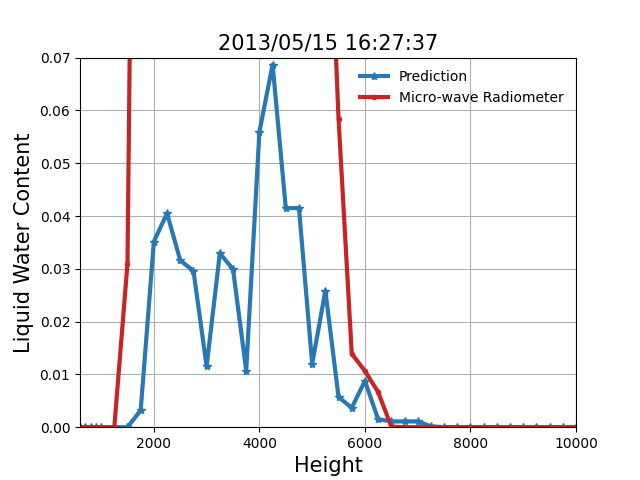 2013/05/15 16:27:37
Prediction
Micro-wave Radiometer
Liquid Water Content
0.07
0.06
0.05
0.04
0.03
0.02
0.01
0.00
2000 4000 6000 8000 10000
Height